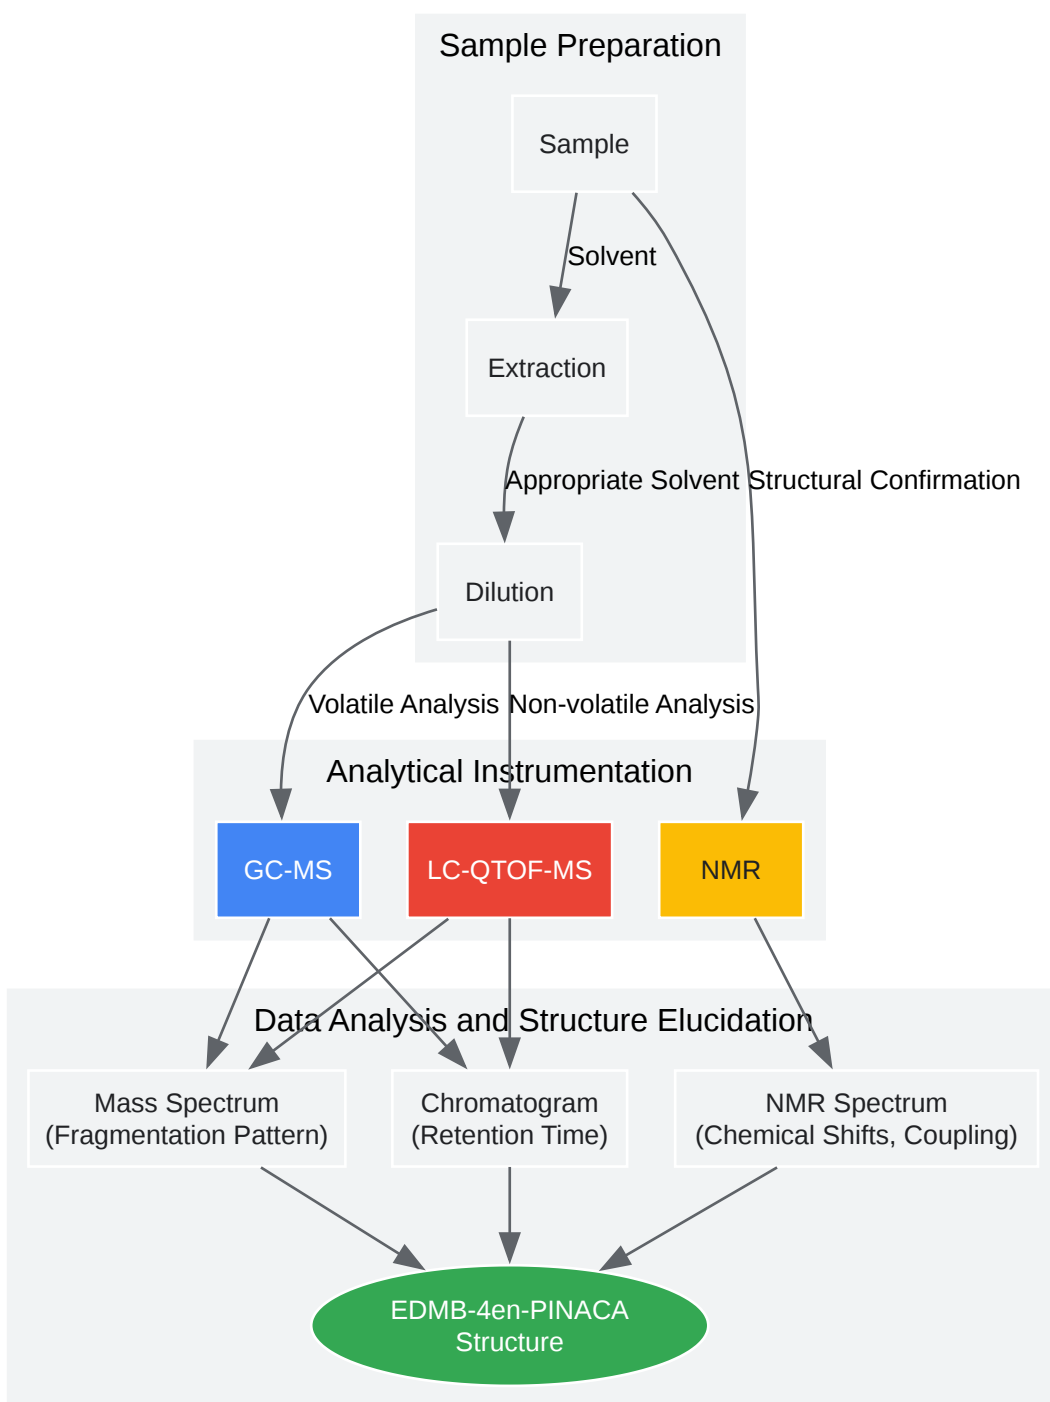 Sample Preparation
Sample
Solvent
Extraction
Appropriate Solvent
Structural Confirmation
Dilution
Volatile Analysis
Non-volatile Analysis
Analytical Instrumentation
GC-MS
LC-QTOF-MS
NMR
Data Analysis and Structure Elucidation
Mass Spectrum
(Fragmentation Pattern)
Chromatogram
(Retention Time)
NMR Spectrum
(Chemical Shifts, Coupling)
EDMB-4en-PINACA
Structure